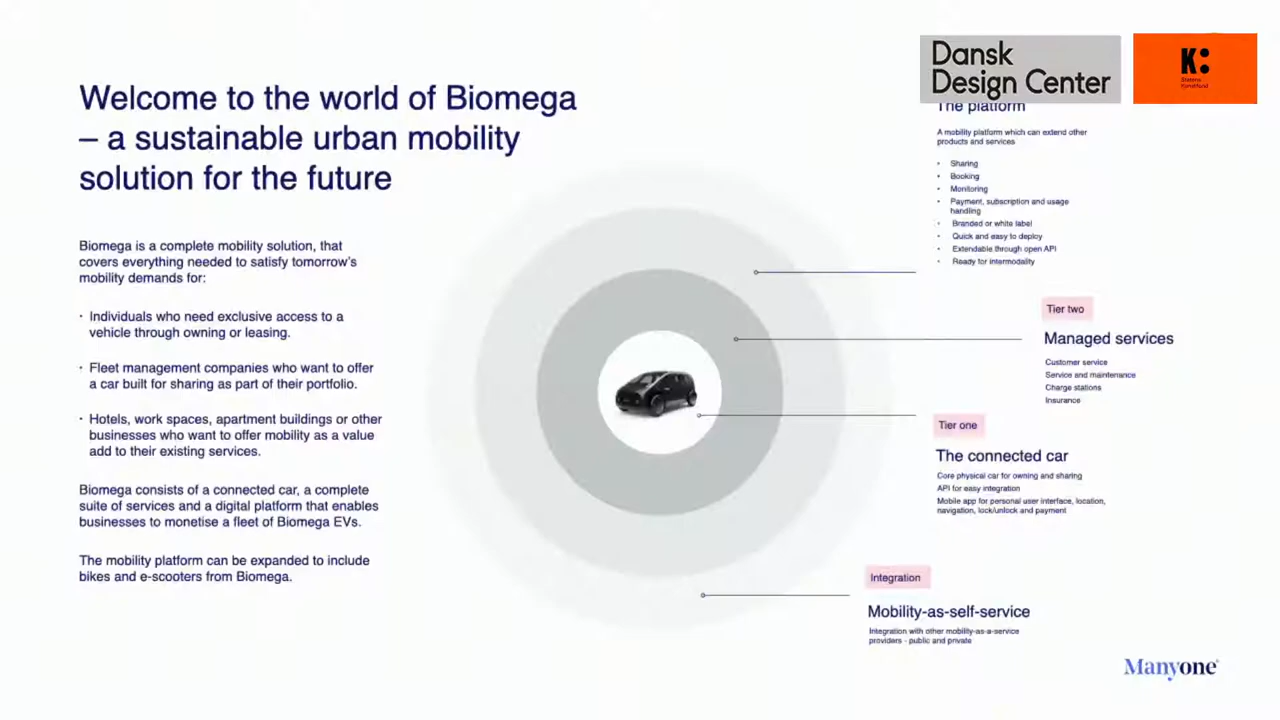 Welcome to the world of Biomega
– a sustainable urban mobility
solution for the future
Biomega is a complete mobility solution, that
covers everything needed to satisfy tomorrow's
mobility demands for:
· Individuals who need exclusive access to a
vehicle through owning or leasing.
· Fleet management companies who want to offer
a car built for sharing as part of their portfolio.
· Hotels, work spaces, apartment buildings or other
businesses who want to offer mobility as a value
add to their existing services.
Biomega consists of a connected car, a complete
suite of services and a digital platform that enables
businesses to monetise a fleet of Biomega EVs.
The mobility platform can be expanded to include
bikes and e-scooters from Biomega.
Dansk
Design Center
K:
Statens
Kunstfond
The platform
A mobility platform which can extend other
products and services
• Sharing
• Booking
• Monitoring
• Payment, subscription and usage
handling
• Branded or white label
• Quick and easy to deploy
• Extendable through open API
• Ready for intermodality
Tier two
Managed services
Customer service
Service and maintenance
Charge stations
Insurance
Tier one
The connected car
Core physical car for owning and sharing
API for easy integration
Mobile app for personal user interface, location,
navigation, lock/unlock and payment
Integration
Mobility-as-self-service
Integration with other mobility-as-a-service
providers - public and private
Manyone